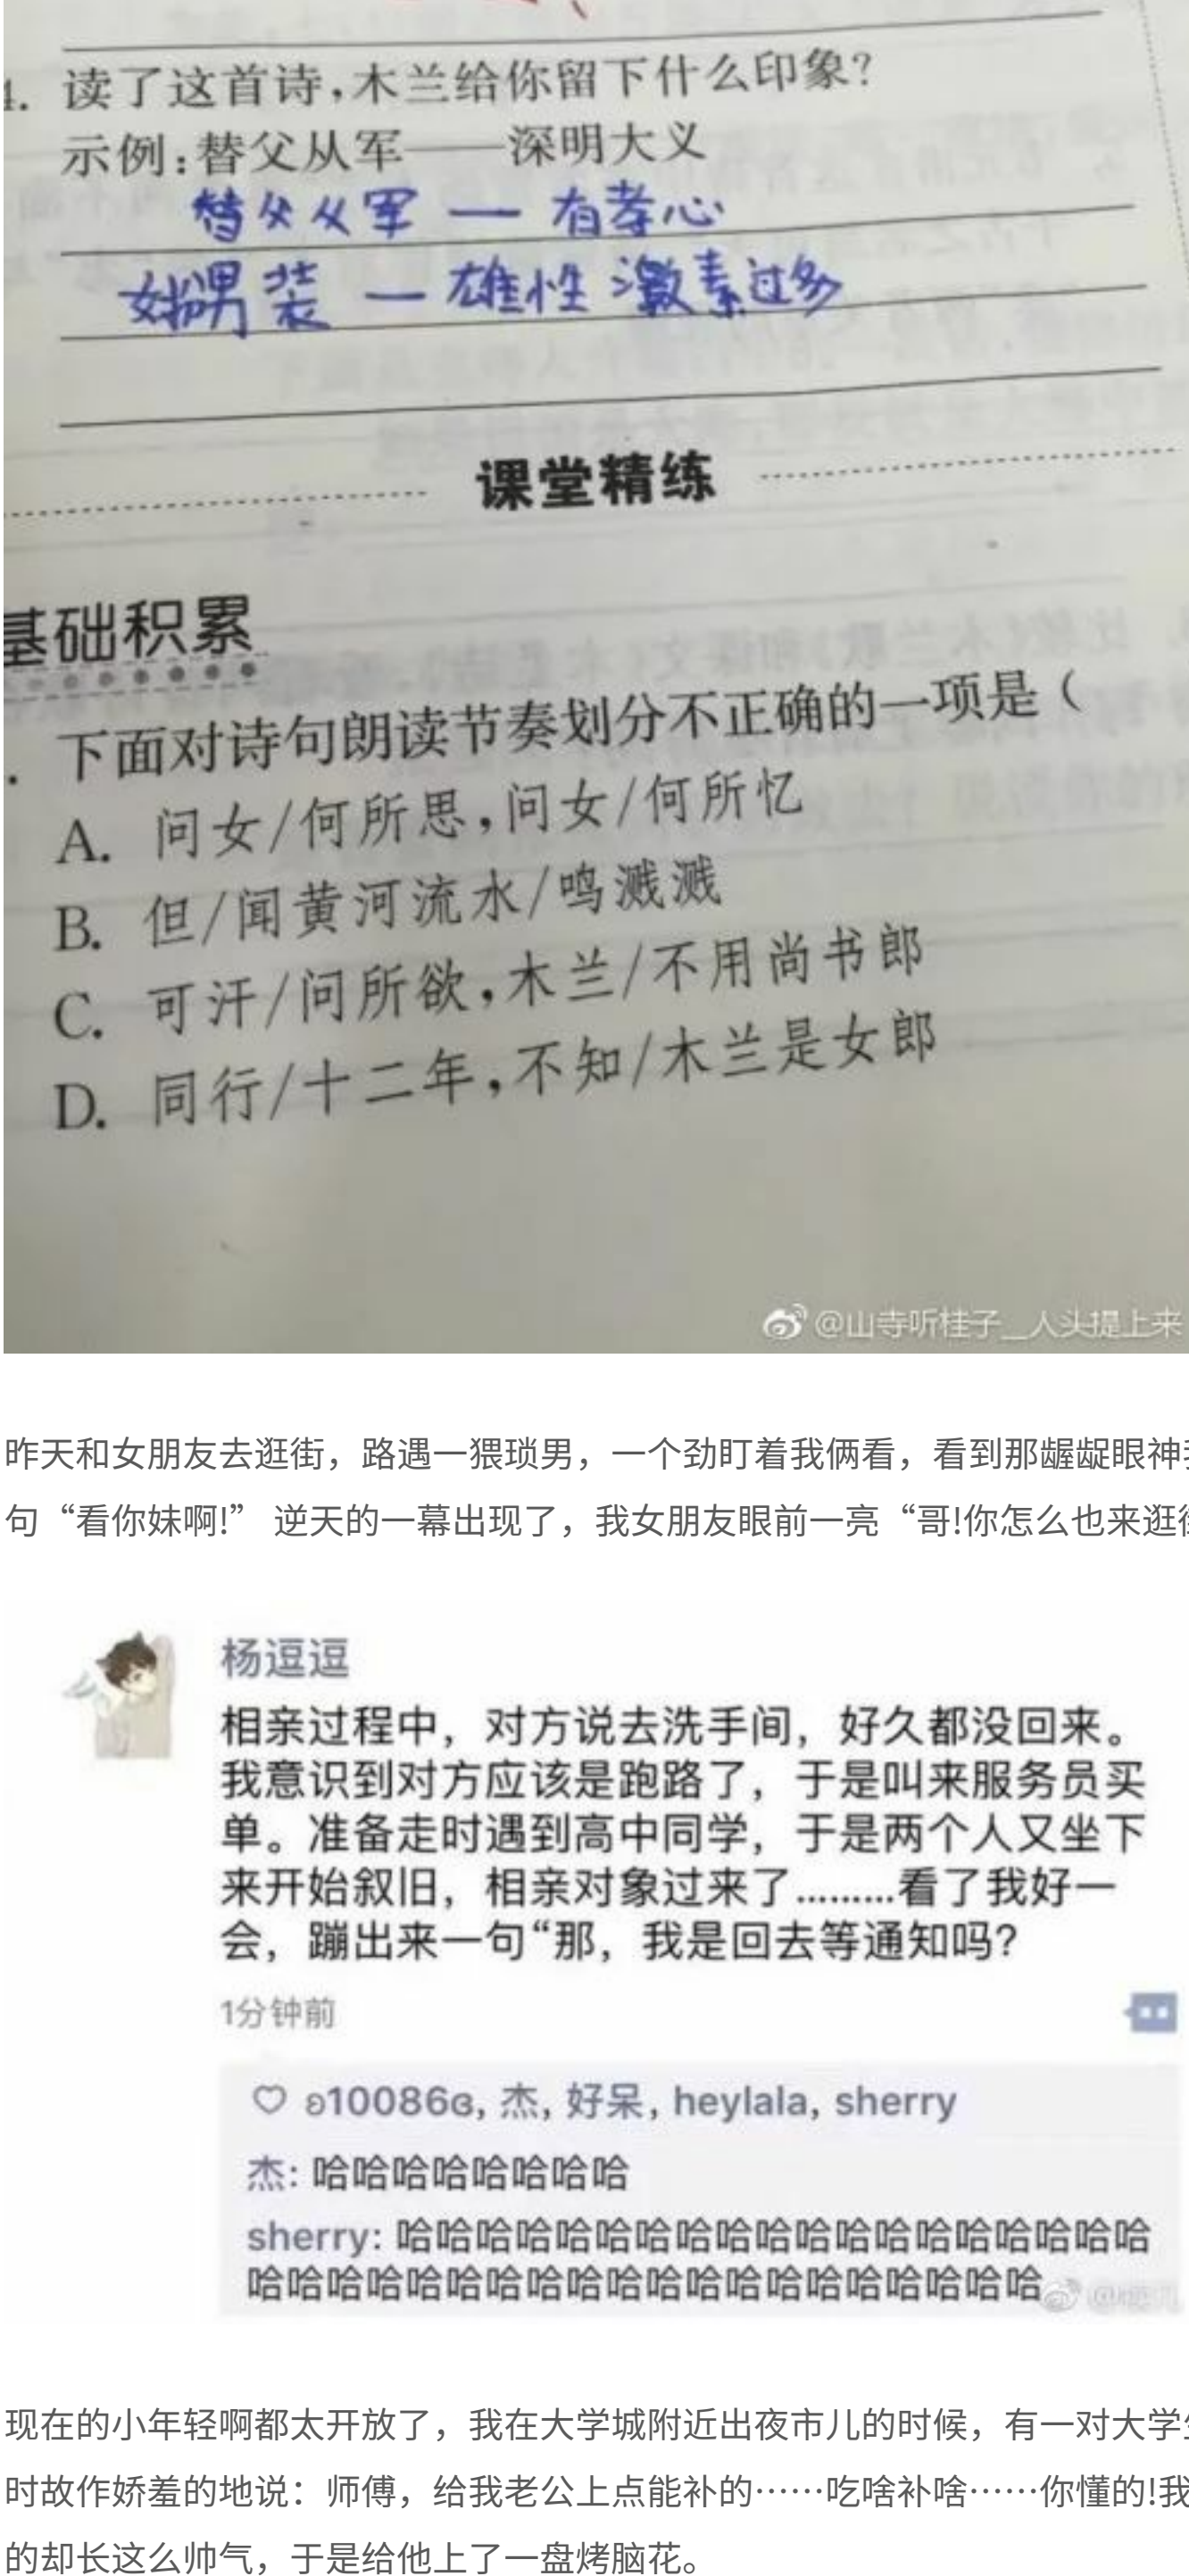 4. 读了这首诗，木兰给你留下什么印象？
示例：替父从军——深明大义
替父从军 — 有孝心
女扮男装 — 雄性激素过多
课堂精练
基础积累
. 下面对诗句朗读节奏划分不正确的一项是（
A. 问女/何所思，问女/何所忆
B. 但/闻黄河流水/鸣溅溅
C. 可汗/问所欲，木兰/不用尚书郎
D. 同行/十二年，不知/木兰是女郎
@山寺听桂子__人头提上来
昨天和女朋友去逛街，路遇一猥琐男，一个劲盯着我俩看，看到那龌龊眼神
句“看你妹啊!” 逆天的一幕出现了，我女朋友眼前一亮“哥!你怎么也来逛
杨逗逗
相亲过程中，对方说去洗手间，好久都没回来。
我意识到对方应该是跑路了，于是叫来服务员买
单。准备走时遇到高中同学，于是两个人又坐下
来开始叙旧，相亲对象过来了.........看了我好一
会，蹦出来一句“那，我是回去等通知吗？
1分钟前
ʚ10086ɞ, 杰, 好呆, heylala, sherry
杰: 哈哈哈哈哈哈哈哈
sherry: 哈哈哈哈哈哈哈哈哈哈哈哈哈哈哈哈哈哈哈
哈哈哈哈哈哈哈哈哈哈哈哈哈哈哈哈哈哈哈哈
现在的小年轻啊都太开放了，我在大学城附近出夜市儿的时候，有一对大学
时故作娇羞的地说：师傅，给我老公上点能补的……吃啥补啥……你懂的!我
的却长这么帅气，于是给他上了一盘烤脑花。